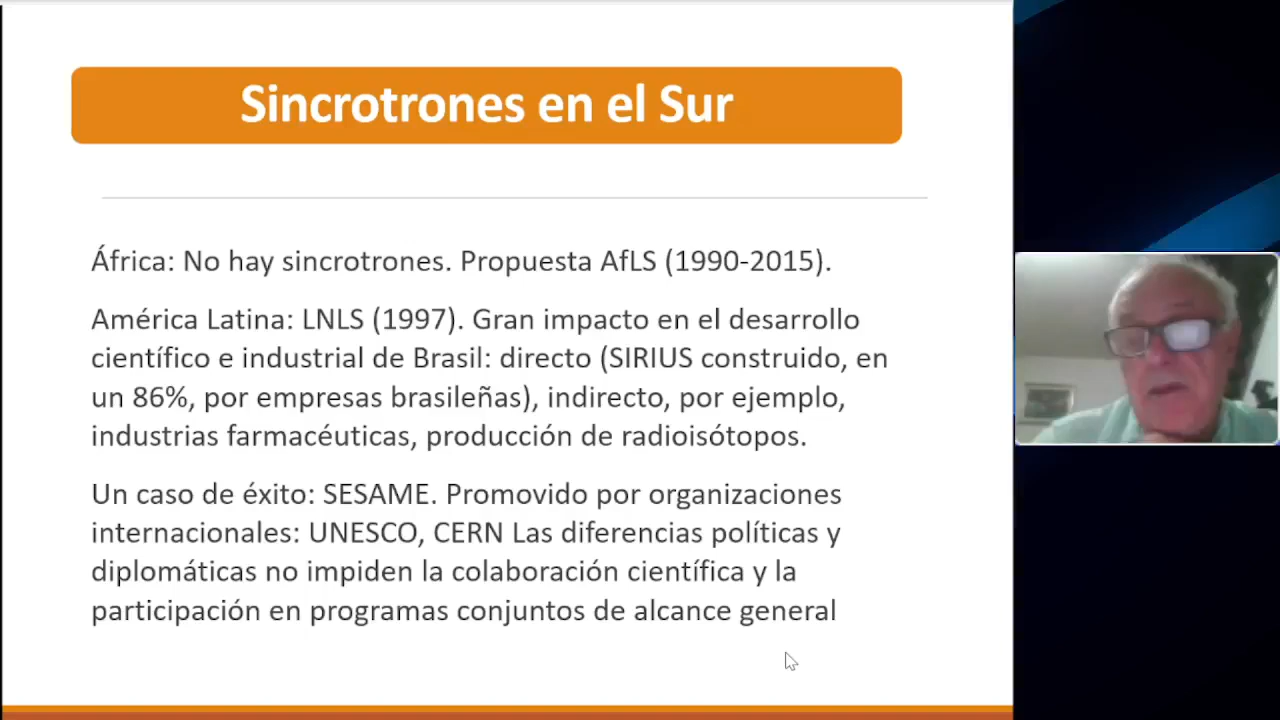 Sincrotrones en el Sur
África: No hay sincrotrones. Propuesta AfLS (1990-2015).
América Latina: LNLS (1997). Gran impacto en el desarrollo
científico e industrial de Brasil: directo (SIRIUS construido, en
un 86%, por empresas brasileñas), indirecto, por ejemplo,
industrias farmacéuticas, producción de radioisótopos.
Un caso de éxito: SESAME. Promovido por organizaciones
internacionales: UNESCO, CERN Las diferencias políticas y
diplomáticas no impiden la colaboración científica y la
participación en programas conjuntos de alcance general